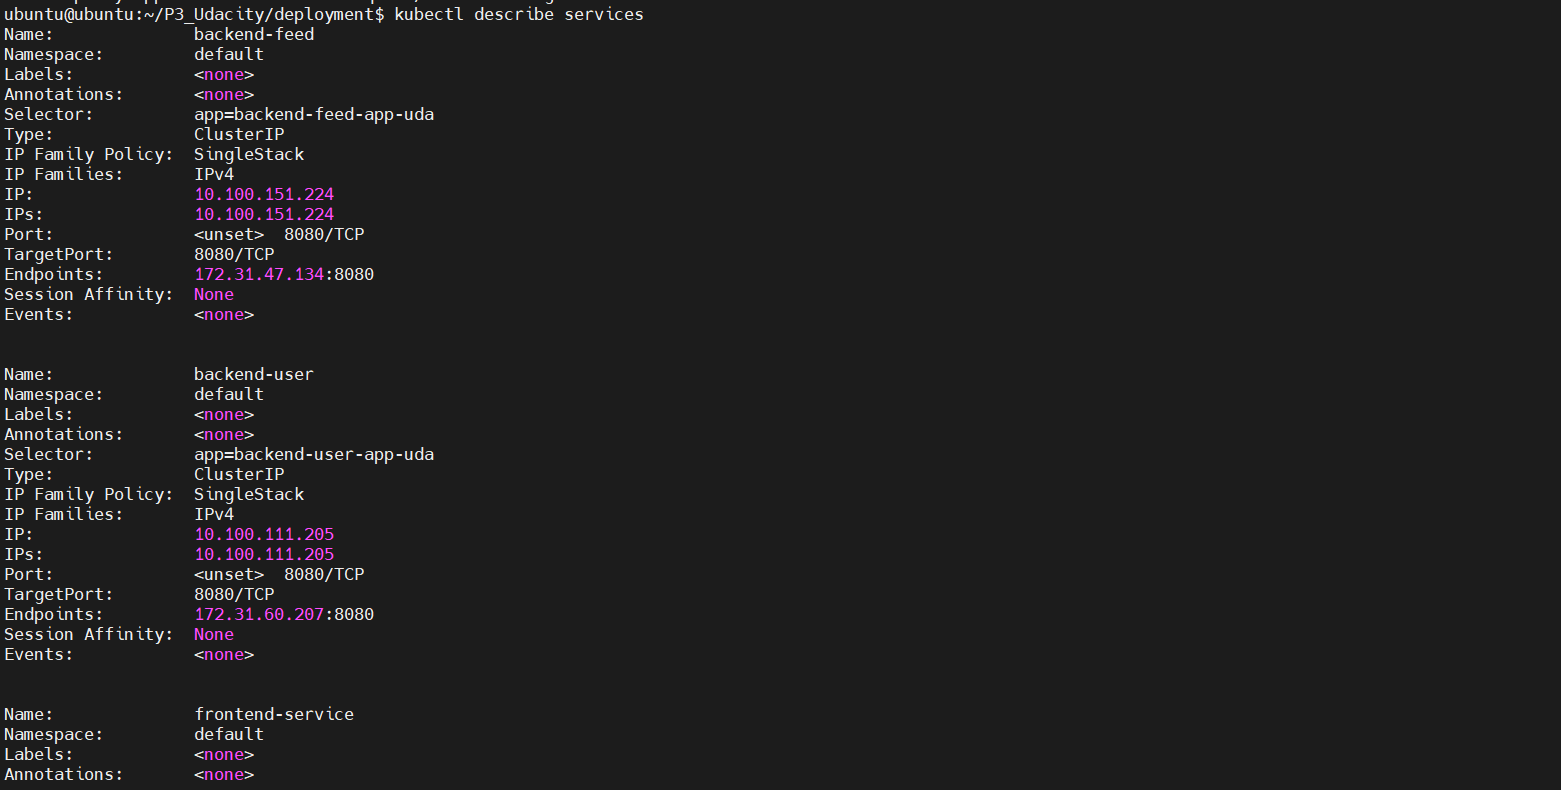 ubuntu@ubuntu:~/P3_Udacity/deployment$ kubectl describe services
Name:              backend-feed
Namespace:         default
Labels:            <none>
Annotations:       <none>
Selector:          app=backend-feed-app-uda
Type:              ClusterIP
IP Family Policy:  SingleStack
IP Families:       IPv4
IP:                10.100.151.224
IPs:               10.100.151.224
Port:              <unset>  8080/TCP
TargetPort:        8080/TCP
Endpoints:         172.31.47.134:8080
Session Affinity:  None
Events:            <none>
Name:              backend-user
Namespace:         default
Labels:            <none>
Annotations:       <none>
Selector:          app=backend-user-app-uda
Type:              ClusterIP
IP Family Policy:  SingleStack
IP Families:       IPv4
IP:                10.100.111.205
IPs:               10.100.111.205
Port:              <unset>  8080/TCP
TargetPort:        8080/TCP
Endpoints:         172.31.60.207:8080
Session Affinity:  None
Events:            <none>
Name:              frontend-service
Namespace:         default
Labels:            <none>
Annotations:       <none>